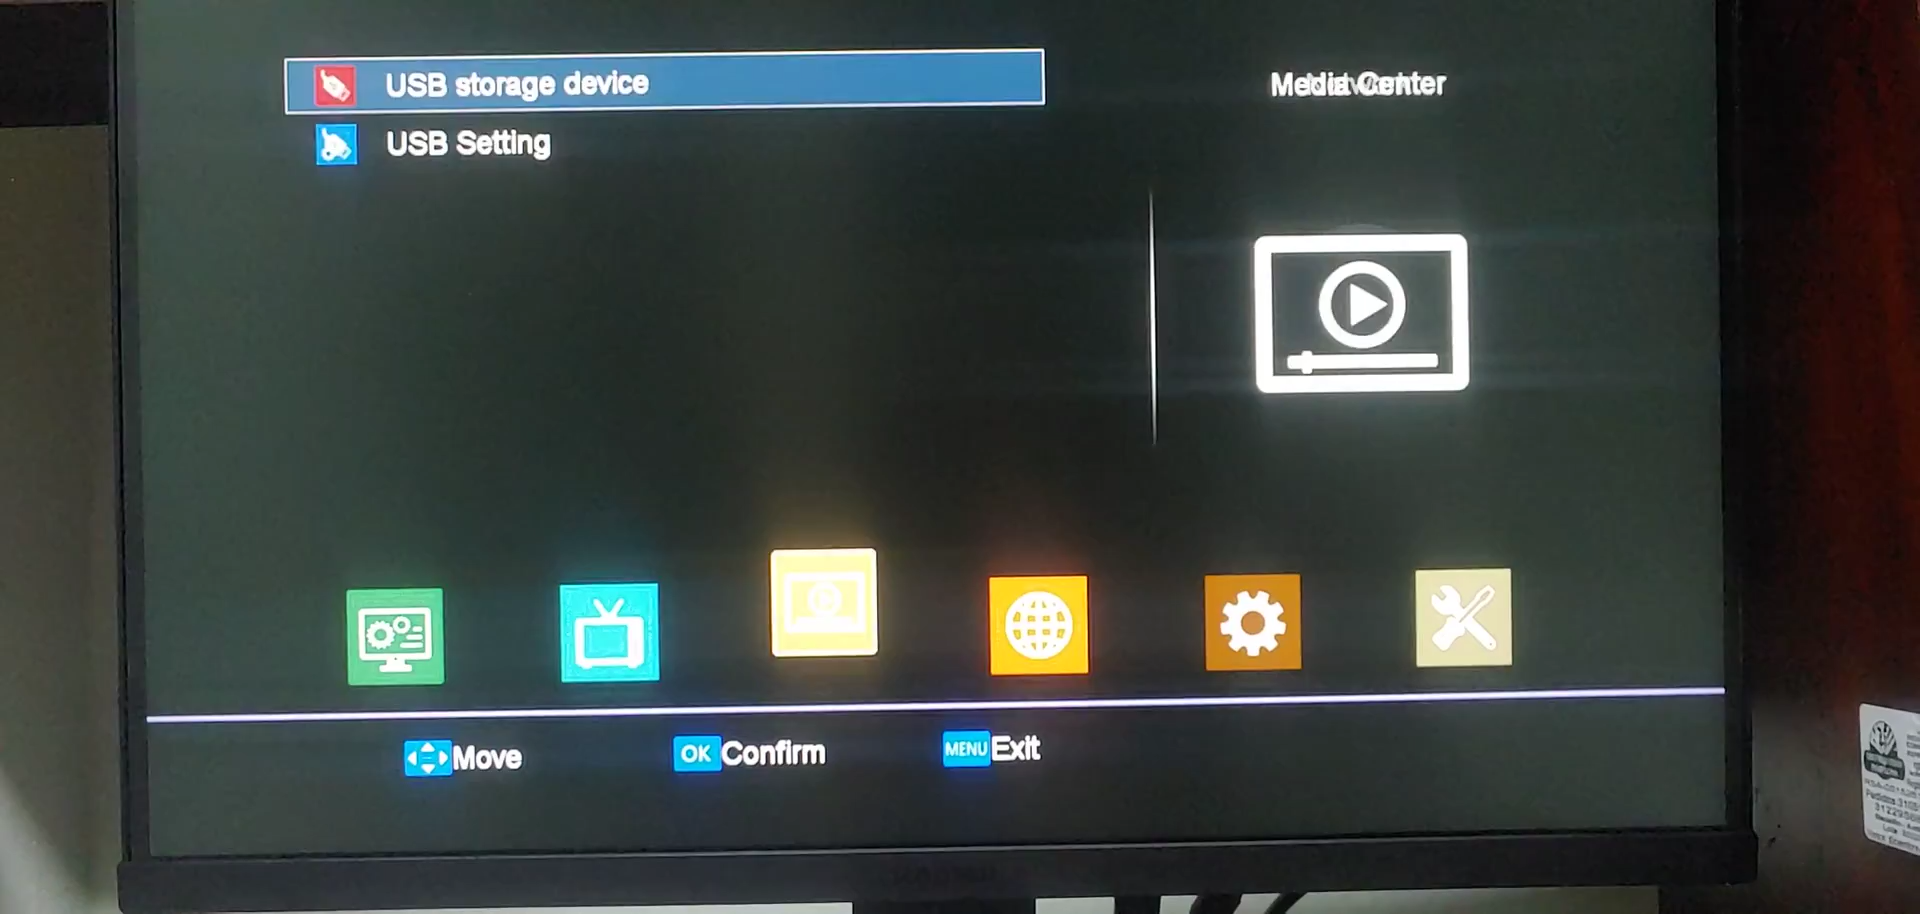 USB storage device
Media Center
USB Setting
Move
OK Confirm
MENU Exit